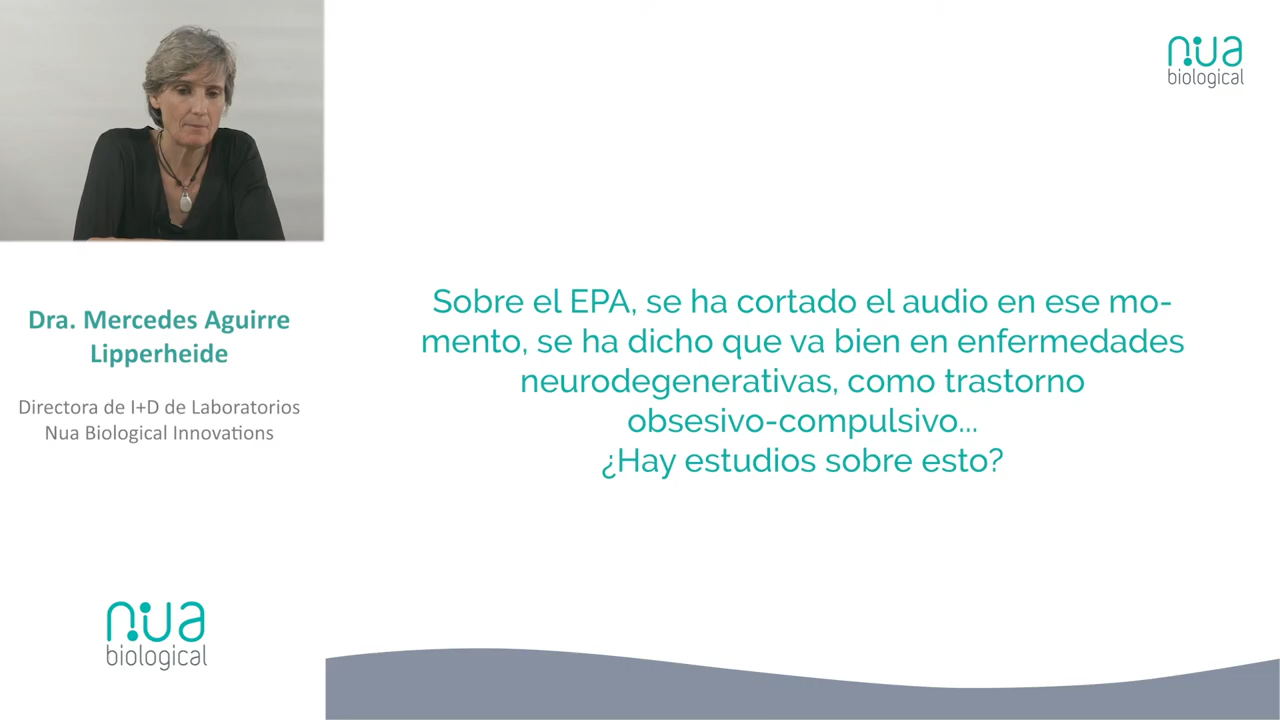 nua
biological
Dra. Mercedes Aguirre
Lipperheide
Directora de I+D de Laboratorios
Nua Biological Innovations
nua
biological
Sobre el EPA, se ha cortado el audio en ese mo-
mento, se ha dicho que va bien en enfermedades
neurodegenerativas, como trastorno
obsesivo-compulsivo...
¿Hay estudios sobre esto?